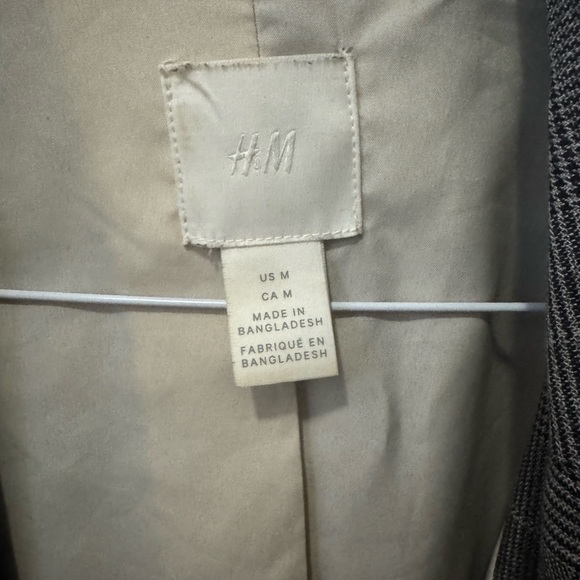 H&M
US M
CA M
MADE IN
BANGLADESH
FABRIQUÉ EN
BANGLADESH